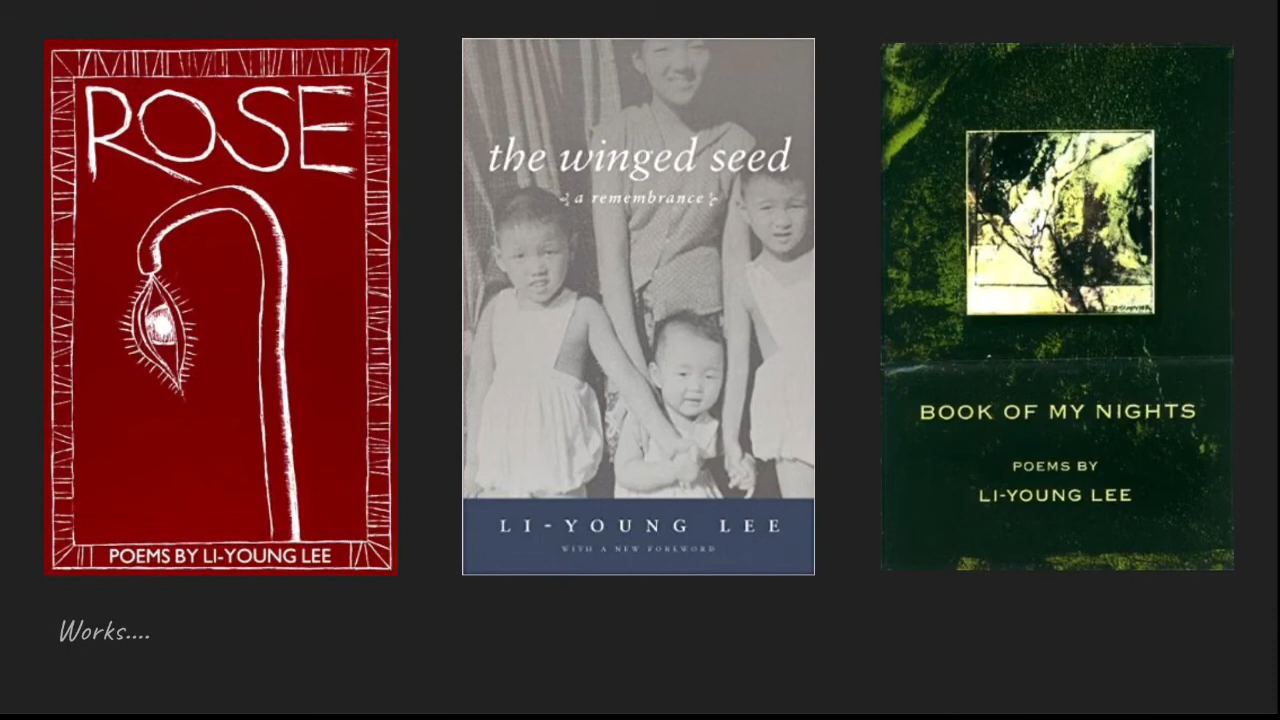 ROSE
POEMS BY LI-YOUNG LEE
the winged seed
a remembrance
LI-YOUNG LEE
WITH A NEW FOREWORD
BOOK OF MY NIGHTS
POEMS BY
LI-YOUNG LEE
Works....